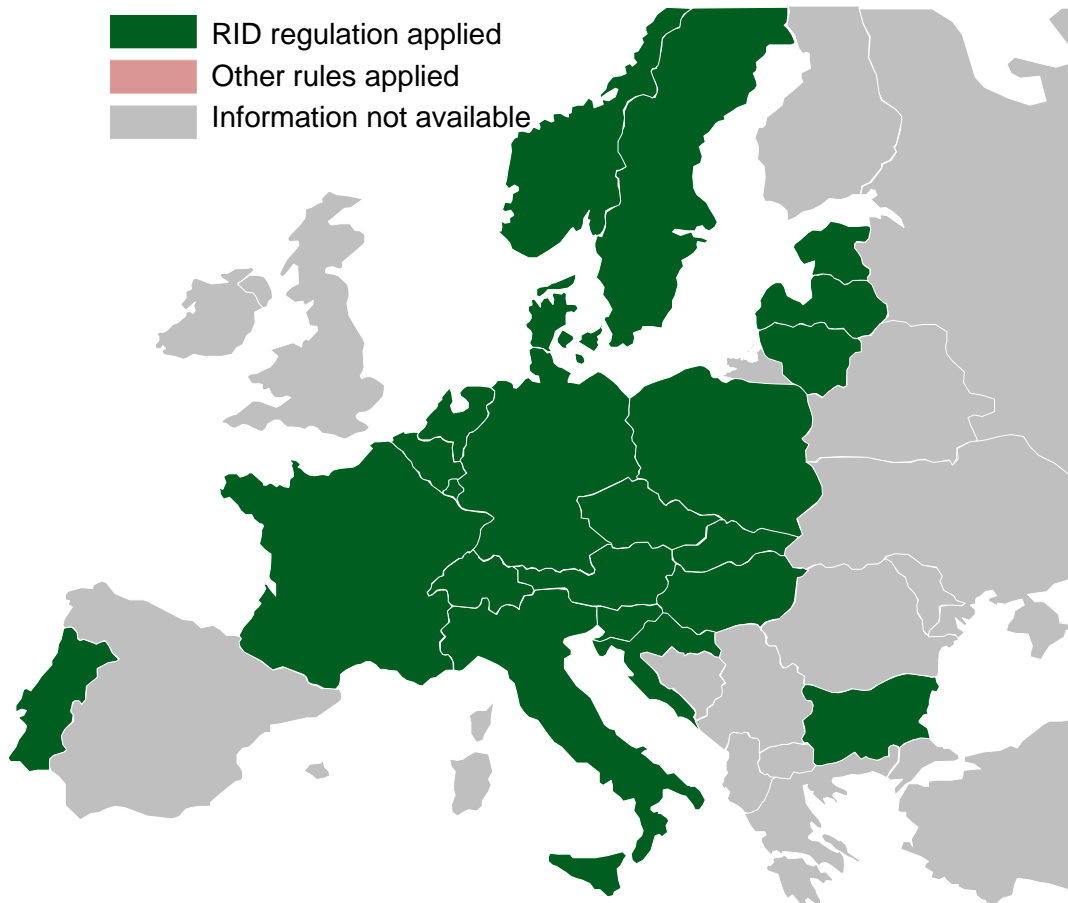 RID regulation applied
Other rules applied
Information not available